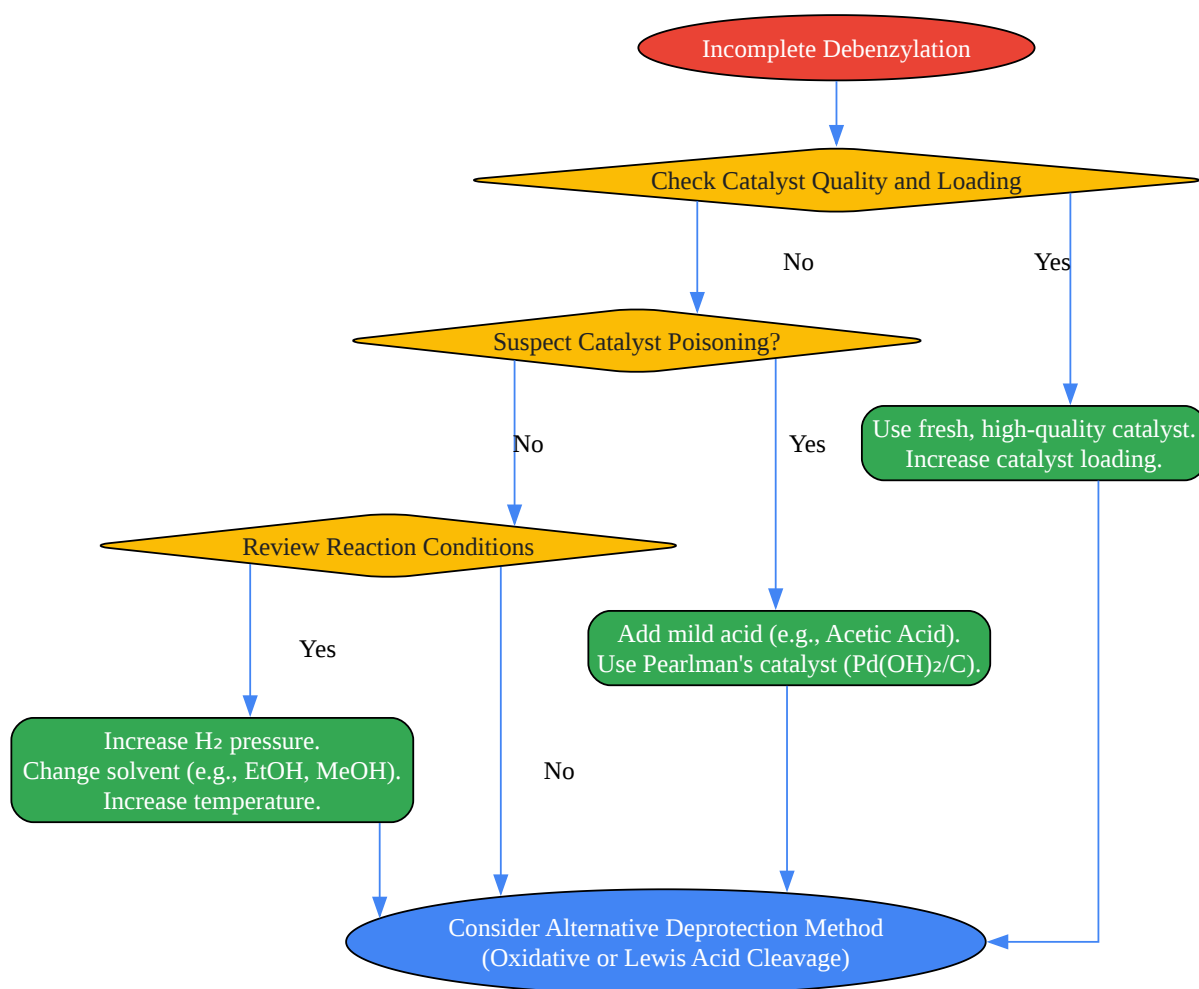 Incomplete Debenzylation
Check Catalyst Quality and Loading
No
Yes
Suspect Catalyst Poisoning?
Use fresh, high-quality catalyst.
Increase catalyst loading.
No
Yes
Review Reaction Conditions
Add mild acid (e.g., Acetic Acid).
Use Pearlman's catalyst (Pd(OH)₂/C).
Yes
Increase H₂ pressure.
Change solvent (e.g., EtOH, MeOH).
Increase temperature.
No
Consider Alternative Deprotection Method
(Oxidative or Lewis Acid Cleavage)